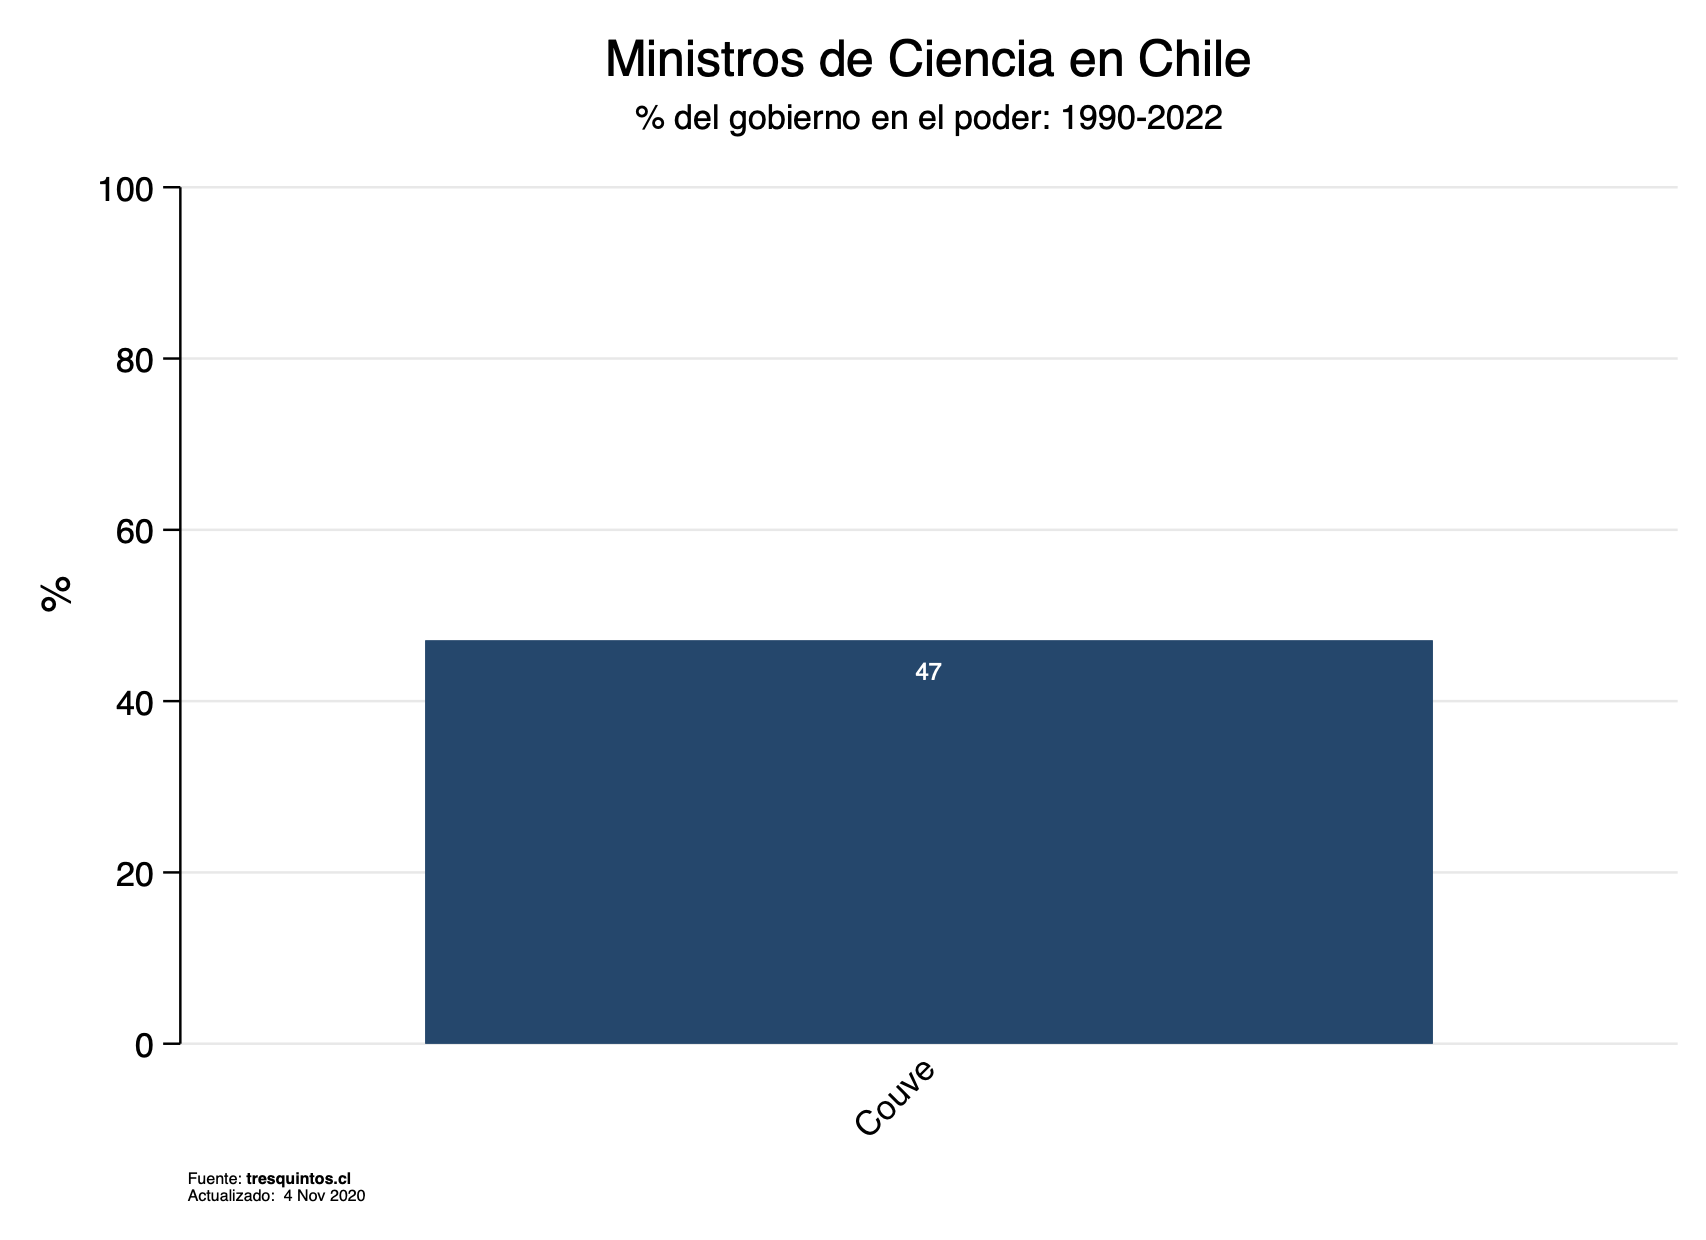 Ministros de Ciencia en Chile
% del gobierno en el poder: 1990-2022
100
80
60
40
20
0
%
47
Couve
Fuente: tresquintos.cl
Actualizado: 4 Nov 2020